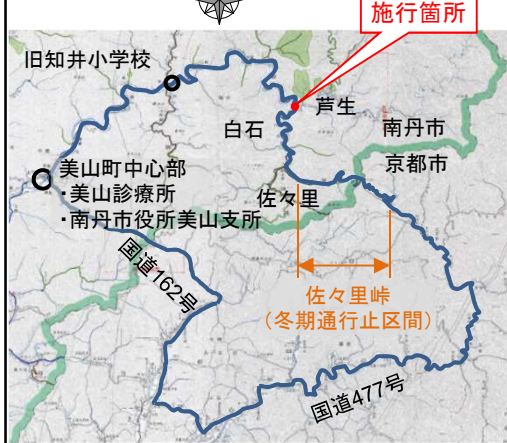 施行箇所
旧知井小学校
芦生
白石
南丹市
京都市
美山町中心部
・美山診療所
・南丹市役所美山支所
佐々里
国道162号
佐々里峠
（冬期通行止区間）
国道477号